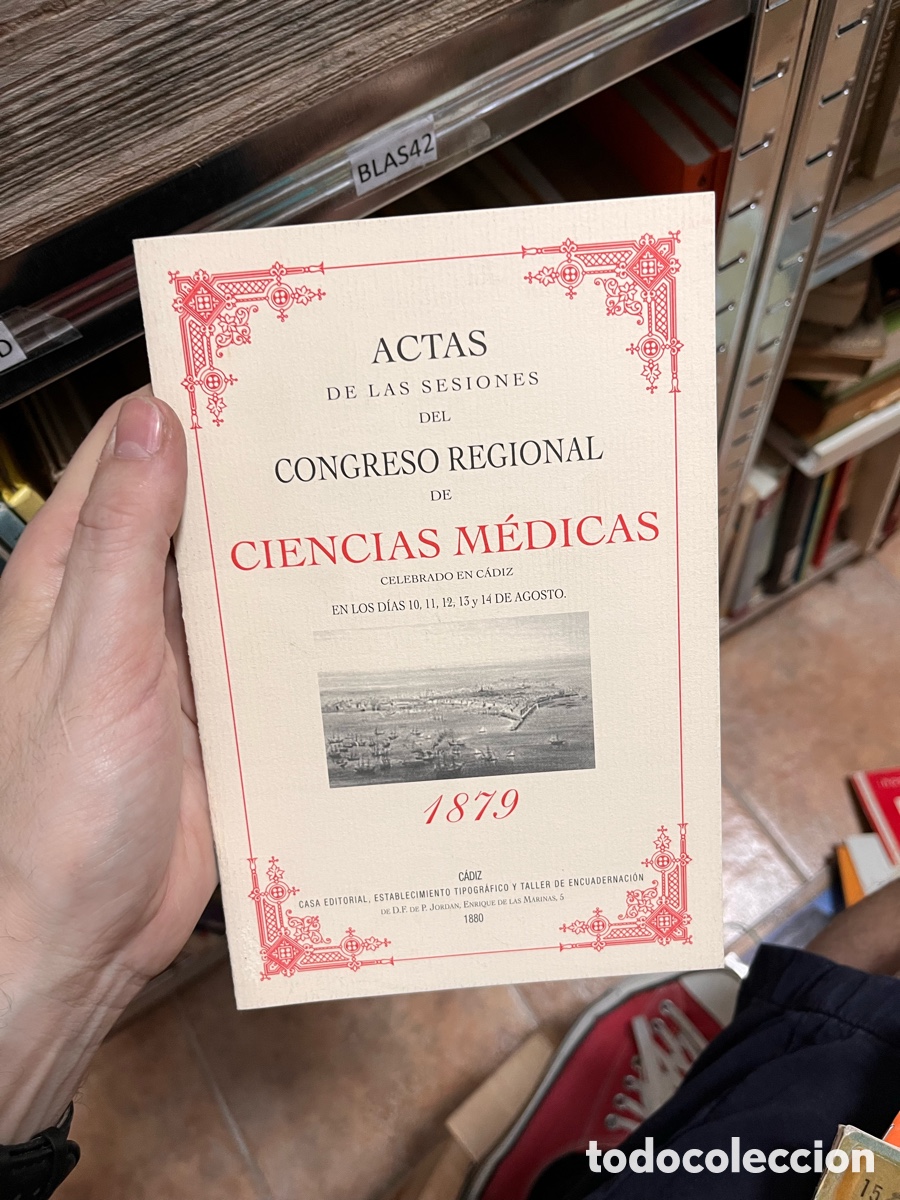 BLAS42
D
ACTAS
DE LAS SESIONES
DEL
CONGRESO REGIONAL
DE
CIENCIAS MÉDICAS
CELEBRADO EN CÁDIZ
EN LOS DÍAS 10, 11, 12, 13 y 14 DE AGOSTO.
1879
CÁDIZ
CASA EDITORIAL, ESTABLECIMIENTO TIPOGRÁFICO Y TALLER DE ENCUADERNACIÓN
DE D.F. DE P. JORDAN, ENRIQUE DE LAS MARINAS, 5
1880
todocoleccion
15